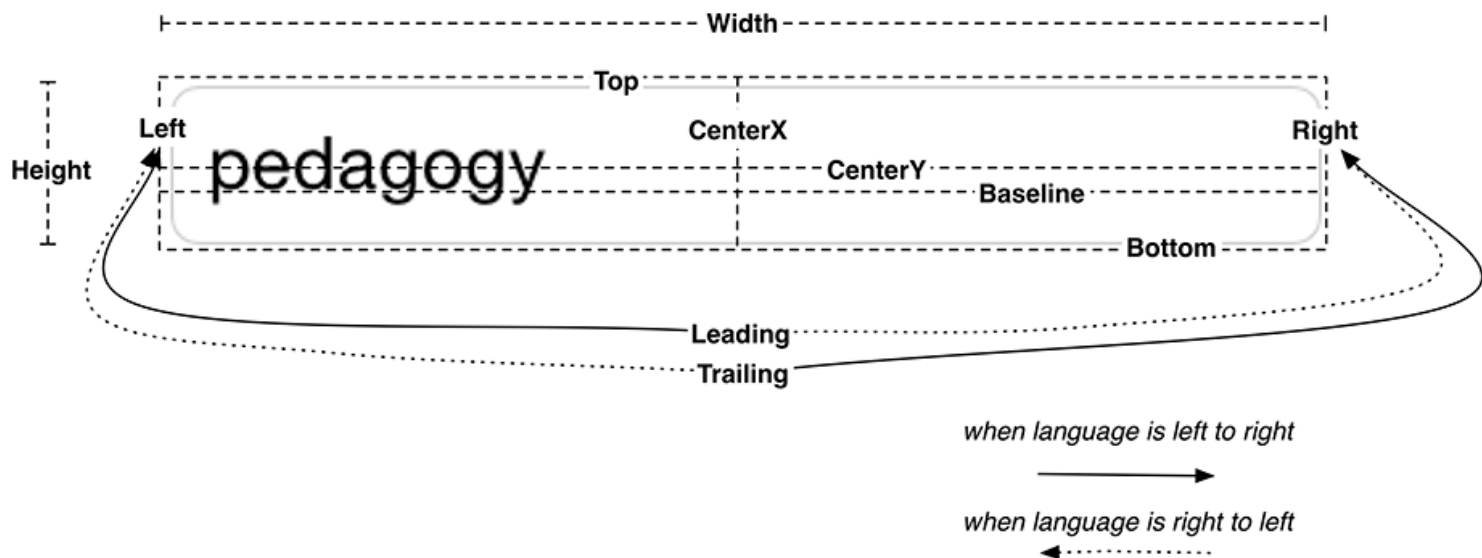 Width
Top
Left CenterX Right
Height pedagogy CenterY
Baseline
Bottom
Leading
Trailing
when language is left to right
when language is right to left